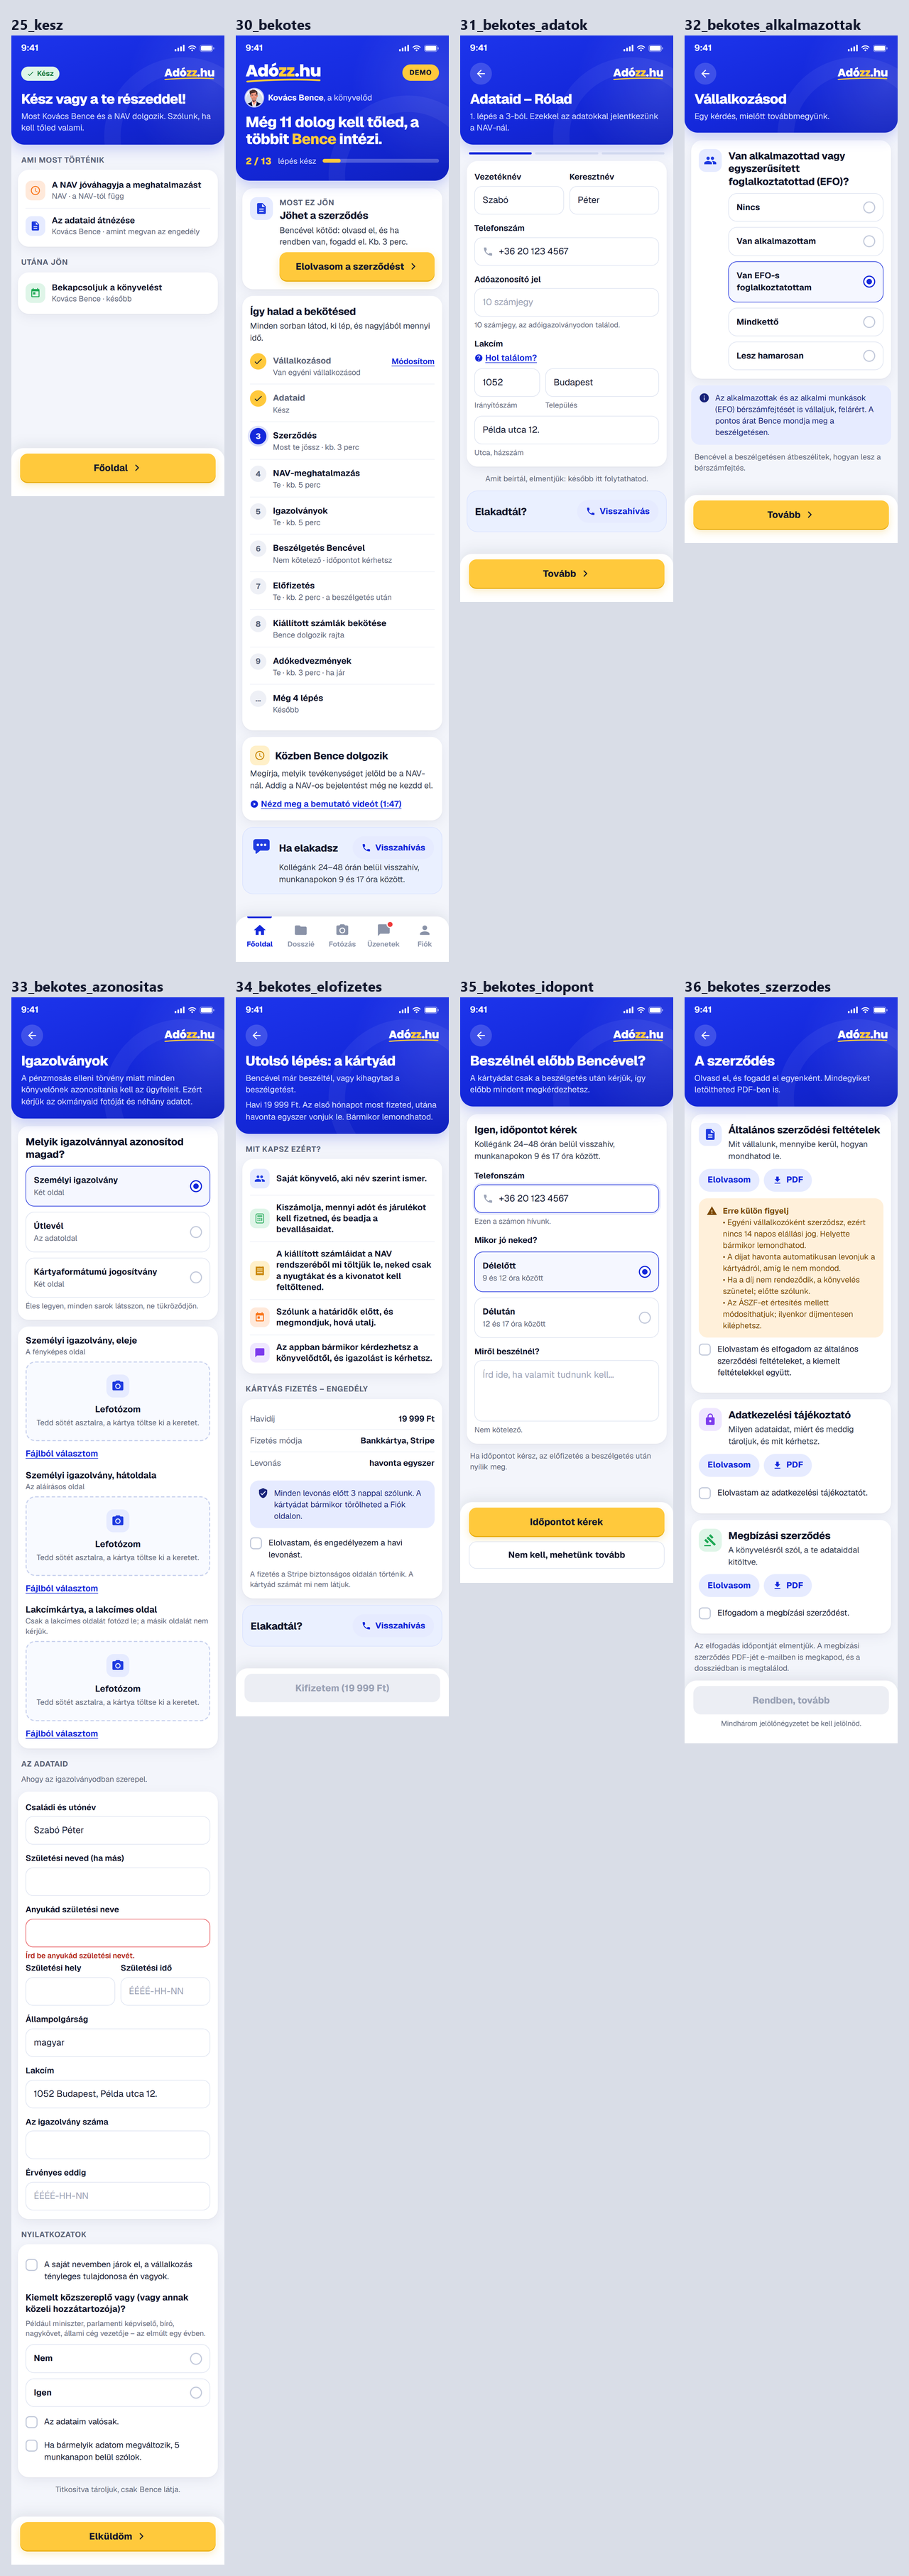 25_kesz
9:41
✓ Kész
Adózz.hu
Kész vagy a te részeddel!
Most Kovács Bence és a NAV dolgozik. Szólunk, ha
kell tőled valami.
AMI MOST TÖRTÉNIK
A NAV jóváhagyja a meghatalmazást
NAV · a NAV-tól függ
Az adataid átnézése
Kovács Bence · amint megvan az engedély
UTÁNA JÖN
Bekapcsoljuk a könyvelést
Kovács Bence · később
Főoldal
30_bekotes
9:41
Adózz.hu
DEMO
Kovács Bence, a könyvelőd
Még 11 dolog kell tőled, a
többit Bence intézi.
2 / 13 lépés kész
MOST EZ JÖN
Jöhet a szerződés
Bencével kötöd: olvasd el, és ha
rendben van, fogadd el. Kb. 3 perc.
Elolvasom a szerződést
Így halad a bekötésed
Minden sorban látod, ki lép, és nagyjából mennyi
idő.
Vállalkozásod
Módosítom
Van egyéni vállalkozásod
Adataid
Kész
3
Szerződés
Most te jössz · kb. 3 perc
4
NAV-meghatalmazás
Te · kb. 5 perc
5
Igazolványok
Te · kb. 5 perc
6
Beszélgetés Bencével
Nem kötelező · időpontot kérhetsz
7
Előfizetés
Te · kb. 2 perc · a beszélgetés után
8
Kiállított számlák bekötése
Bence dolgozik rajta
9
Adókedvezmények
Te · kb. 3 perc · ha jár
...
Még 4 lépés
Később
Közben Bence dolgozik
Megírja, melyik tevékenységet jelöld be a NAV-
nál. Addig a NAV-os bejelentést még ne kezdd el.
Nézd meg a bemutató videót (1:47)
Ha elakadsz
Visszahívás
Kollégánk 24–48 órán belül visszahív,
munkanapokon 9 és 17 óra között.
Főoldal
Dosszié
Fotózás
Üzenetek
Fiók
31_bekotes_adatok
9:41
Adózz.hu
Adataid – Rólad
1. lépés a 3-ból. Ezekkel az adatokkal jelentkezünk
a NAV-nál.
Vezetéknév
Keresztnév
Szabó
Péter
Telefonszám
+36 20 123 4567
Adóazonosító jel
10 számjegy
10 számjegy, az adóigazolványodon találod.
Lakcím
Hol találom?
1052
Budapest
Irányítószám
Település
Példa utca 12.
Utca, házszám
Amit beírtál, elmentjük: később itt folytathatod.
Elakadtál?
Visszahívás
Tovább
32_bekotes_alkalmazottak
9:41
Adózz.hu
Vállalkozásod
Egy kérdés, mielőtt továbbmegyünk.
Van alkalmazottad vagy
egyszerűsített
foglalkoztatottad (EFO)?
Nincs
Van alkalmazottam
Van EFO-s
foglalkoztatottam
Mindkettő
Lesz hamarosan
Az alkalmazottak és az alkalmi munkások
(EFO) bérszámfejtését is vállaljuk, felárért. A
pontos árat Bence mondja meg a
beszélgetésen.
Bencével a beszélgetésen átbeszélitek, hogyan lesz a
bérszámfejtés.
Tovább
33_bekotes_azonositas
9:41
Adózz.hu
Igazolványok
A pénzmosás elleni törvény miatt minden
könyvelőnek azonosítania kell az ügyfeleit. Ezért
kérjük az okmányaid fotóját és néhány adatot.
Melyik igazolvánnyal azonosítod
magad?
Személyi igazolvány
Két oldal
Útlevél
Az adatoldal
Kártyaformátumú jogosítvány
Két oldal
Éles legyen, minden sarok látsszon, ne tükröződjön.
Személyi igazolvány, eleje
A fényképes oldal
Lefotózom
Tedd sötét asztalra, a kártya töltse ki a keretet.
Fájlból választom
Személyi igazolvány, hátoldala
Az aláírásos oldal
Lefotózom
Tedd sötét asztalra, a kártya töltse ki a keretet.
Fájlból választom
Lakcímkártya, a lakcímes oldal
Csak a lakcímes oldalát fotózd le; a másik oldalát nem
kérjük.
Lefotózom
Tedd sötét asztalra, a kártya töltse ki a keretet.
Fájlból választom
AZ ADATAID
Ahogy az igazolványodban szerepel.
Családi és utónév
Szabó Péter
Születési neved (ha más)
Anyukád születési neve
Írd be anyukád születési nevét.
Születési hely
Születési idő
ÉÉÉÉ-HH-NN
Állampolgárság
magyar
Lakcím
1052 Budapest, Példa utca 12.
Az igazolvány száma
Érvényes eddig
ÉÉÉÉ-HH-NN
NYILATKOZATOK
A saját nevemben járok el, a vállalkozás
tényleges tulajdonosa én vagyok.
Kiemelt közszereplő vagy (vagy annak
közeli hozzátartozója)?
Például miniszter, parlamenti képviselő, bíró,
nagykövet, állami cég vezetője – az elmúlt egy évben.
Nem
Igen
Az adataim valósak.
Ha bármelyik adatom megváltozik, 5
munkanapon belül szólok.
Titkosítva tároljuk, csak Bence látja.
Elküldöm
34_bekotes_elofizetes
9:41
Adózz.hu
Utolsó lépés: a kártyád
Bencével már beszéltél, vagy kihagytad a
beszélgetést.
Havi 19 999 Ft. Az első hónapot most fizeted, utána
havonta egyszer vonjuk le. Bármikor lemondhatod.
MIT KAPSZ EZÉRT?
Saját könyvelő, aki név szerint ismer.
Kiszámolja, mennyi adót és járulékot
kell fizetned, és beadja a
bevallásaidat.
A kiállított számláidat a NAV
rendszeréből mi töltjük le, neked csak
a nyugtákat és a kivonatot kell
feltöltened.
Szólunk a határidők előtt, és
megmondjuk, hová utalj.
Az appban bármikor kérdezhetsz a
könyvelődtől, és igazolást is kérhetsz.
KÁRTYÁS FIZETÉS – ENGEDÉLY
Havidíj
19 999 Ft
Fizetés módja
Bankkártya, Stripe
Levonás
havonta egyszer
Minden levonás előtt 3 nappal szólunk. A
kártyádat bármikor törölheted a Fiók
oldalon.
Elolvastam, és engedélyezem a havi
levonást.
A fizetés a Stripe biztonságos oldalán történik. A
kártyád számát mi nem látjuk.
Elakadtál?
Visszahívás
Kifizetem (19 999 Ft)
35_bekotes_idopont
9:41
Adózz.hu
Beszélnél előbb Bencével?
A kártyádat csak a beszélgetés után kérjük, így
előbb mindent megkérdezhetsz.
Igen, időpontot kérek
Kollégánk 24–48 órán belül visszahív,
munkanapokon 9 és 17 óra között.
Telefonszám
+36 20 123 4567
Ezen a számon hívunk.
Mikor jó neked?
Délelőtt
9 és 12 óra között
Délután
12 és 17 óra között
Miről beszélnél?
Írd ide, ha valamit tudnunk kell...
Nem kötelező.
Ha időpontot kérsz, az előfizetés a beszélgetés után
nyílik meg.
Időpontot kérek
Nem kell, mehetünk tovább
36_bekotes_szerzodes
9:41
Adózz.hu
A szerződés
Olvasd el, és fogadd el egyenként. Mindegyiket
letöltheted PDF-ben is.
Általános szerződési feltételek
Mit vállalunk, mennyibe kerül, hogyan
mondhatod le.
Elolvasom
PDF
Erre külön figyelj
• Egyéni vállalkozóként szerződsz, ezért
nincs 14 napos elállási jog. Helyette
bármikor lemondhatod.
• A díjat havonta automatikusan levonjuk a
kártyádról, amíg le nem mondod.
• Ha a díj nem rendeződik, a könyvelés
szünetel; előtte szólunk.
• Az ÁSZF-et értesítés mellett
módosíthatjuk; ilyenkor díjmentesen
kiléphetsz.
Elolvastam és elfogadom az általános
szerződési feltételeket, a kiemelt
feltételekkel együtt.
Adatkezelési tájékoztató
Milyen adataidat, miért és meddig
tároljuk, és mit kérhetsz.
Elolvasom
PDF
Elolvastam az adatkezelési tájékoztatót.
Megbízási szerződés
A könyvelésről szól, a te adataiddal
kitöltve.
Elolvasom
PDF
Elfogadom a megbízási szerződést.
Az elfogadás időpontját elmentjük. A megbízási
szerződés PDF-jét e-mailben is megkapod, és a
dossziédban is megtalálod.
Rendben, tovább
Mindhárom jelölőnégyzetet be kell jelölnöd.